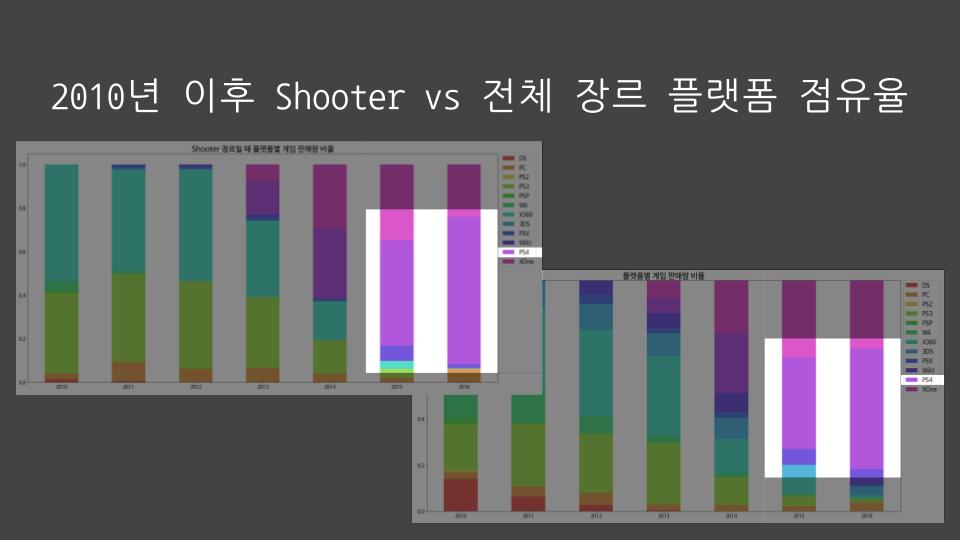 2010년 이후 Shooter vs 전체 장르 플랫폼 점유율
Shooter 장르일 때 플랫폼별 게임 판매량 비율
1.0
0.8
0.6
0.4
0.2
0.0
2010 2011 2012 2013 2014 2015 2016
DS
PC
PS2
PS3
PSP
Wii
X360
3DS
PSV
WiiU
PS4
XOne
플랫폼별 게임 판매량 비율
0.4
0.2
0.0
2010 2011 2012 2013 2014 2015 2016
DS
PC
PS2
PS3
PSP
Wii
X360
3DS
PSV
WiiU
PS4
XOne